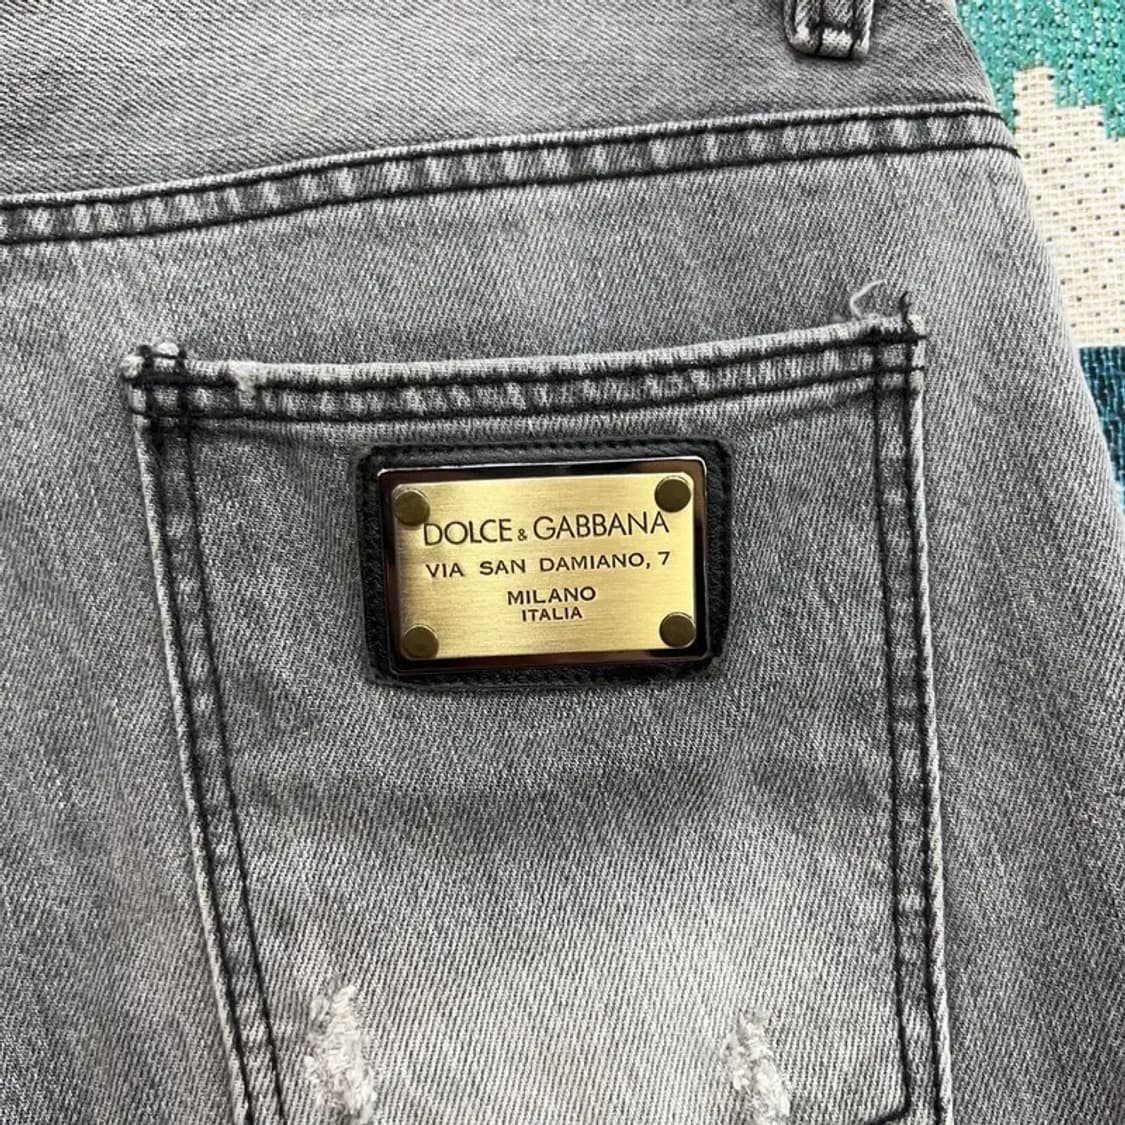 DOLCE & GABBANA
VIA SAN DAMIANO, 7
MILANO
ITALIA